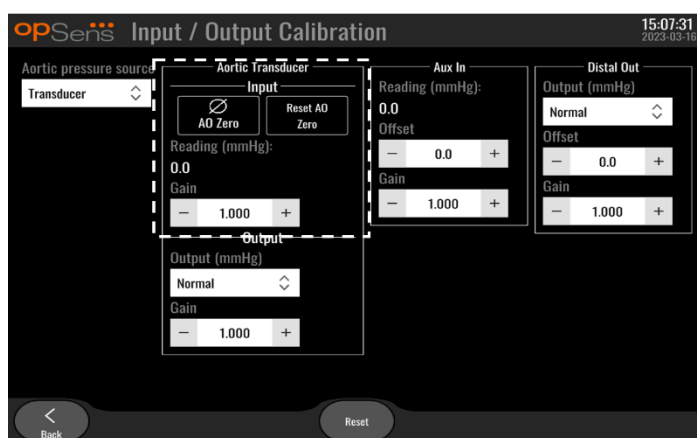 opSens Input / Output Calibration
15:07:31
2023-03-16
Aortic pressure source
Transducer
Aortic Transducer
Input
AO Zero
Reset AO
Zero
Reading (mmHg):
0.0
Gain
− 1.000 +
Output
Output (mmHg)
Normal
Gain
− 1.000 +
Aux In
Reading (mmHg):
0.0
Offset
− 0.0 +
Gain
− 1.000 +
Distal Out
Output (mmHg)
Normal
Offset
− 0.0 +
Gain
− 1.000 +
Back
Reset